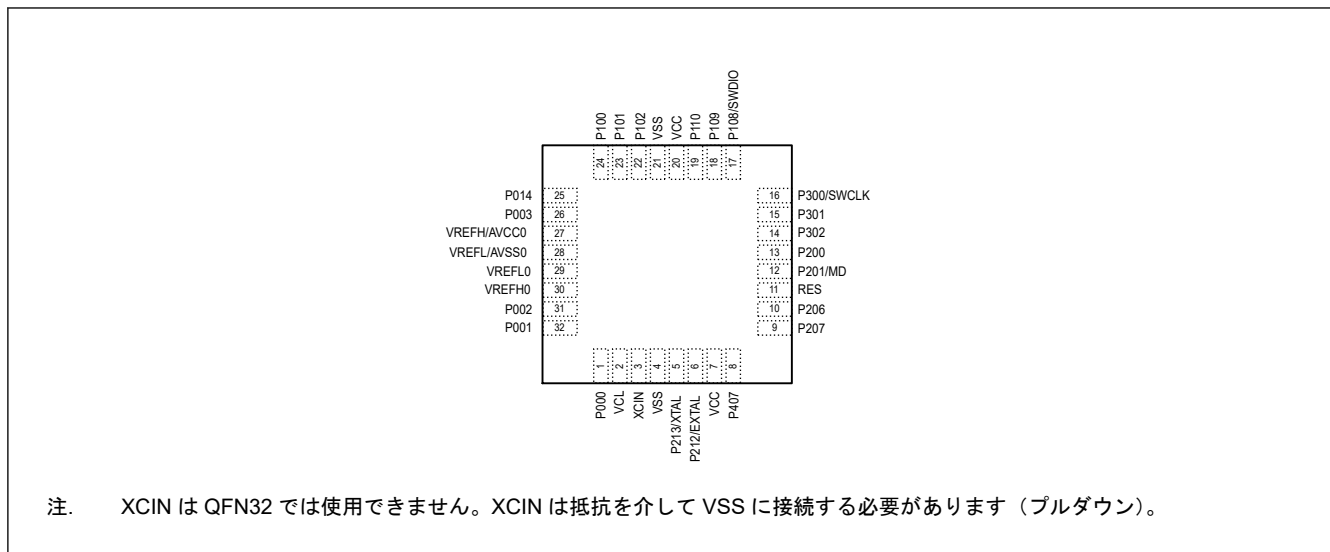 P100
P101
P102
VSS
VCC
P110
P109
P108/SWDIO
24
23
22
21
20
19
18
17
P014 25
P003 26
VREFH/AVCC0 27
VREFL/AVSS0 28
VREFL0 29
VREFH0 30
P002 31
P001 32
16 P300/SWCLK
15 P301
14 P302
13 P200
12 P201/MD
11 RES
10 P206
9 P207
1
2
3
4
5
6
7
8
P000
VCL
XCIN
VSS
P213/XTAL
P212/EXTAL
VCC
P407
注. XCIN は QFN32 では使用できません。XCIN は抵抗を介して VSS に接続する必要があります（プルダウン）。